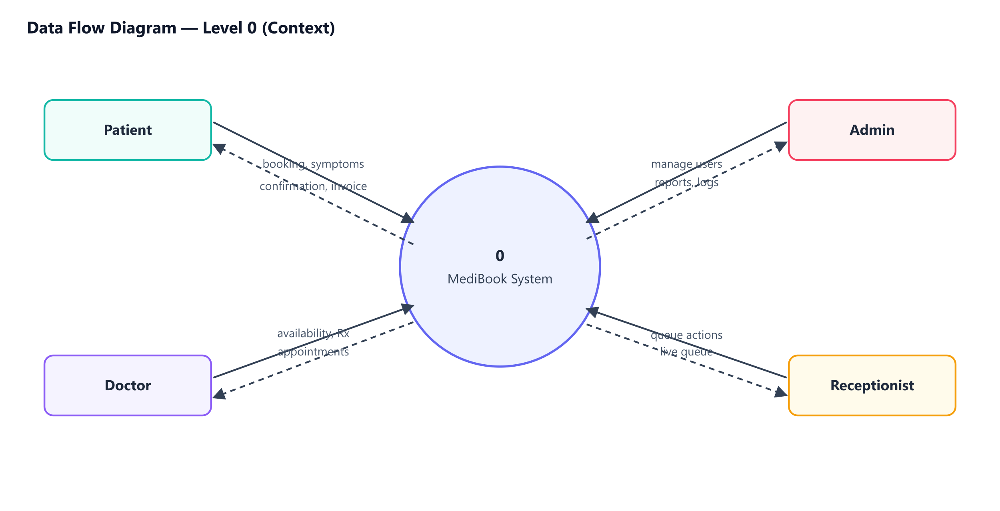 Data Flow Diagram — Level 0 (Context)
Patient
Admin
booking, symptoms
confirmation, invoice
manage users
reports, logs
0
MediBook System
availability, Rx
appointments
queue actions
live queue
Doctor
Receptionist